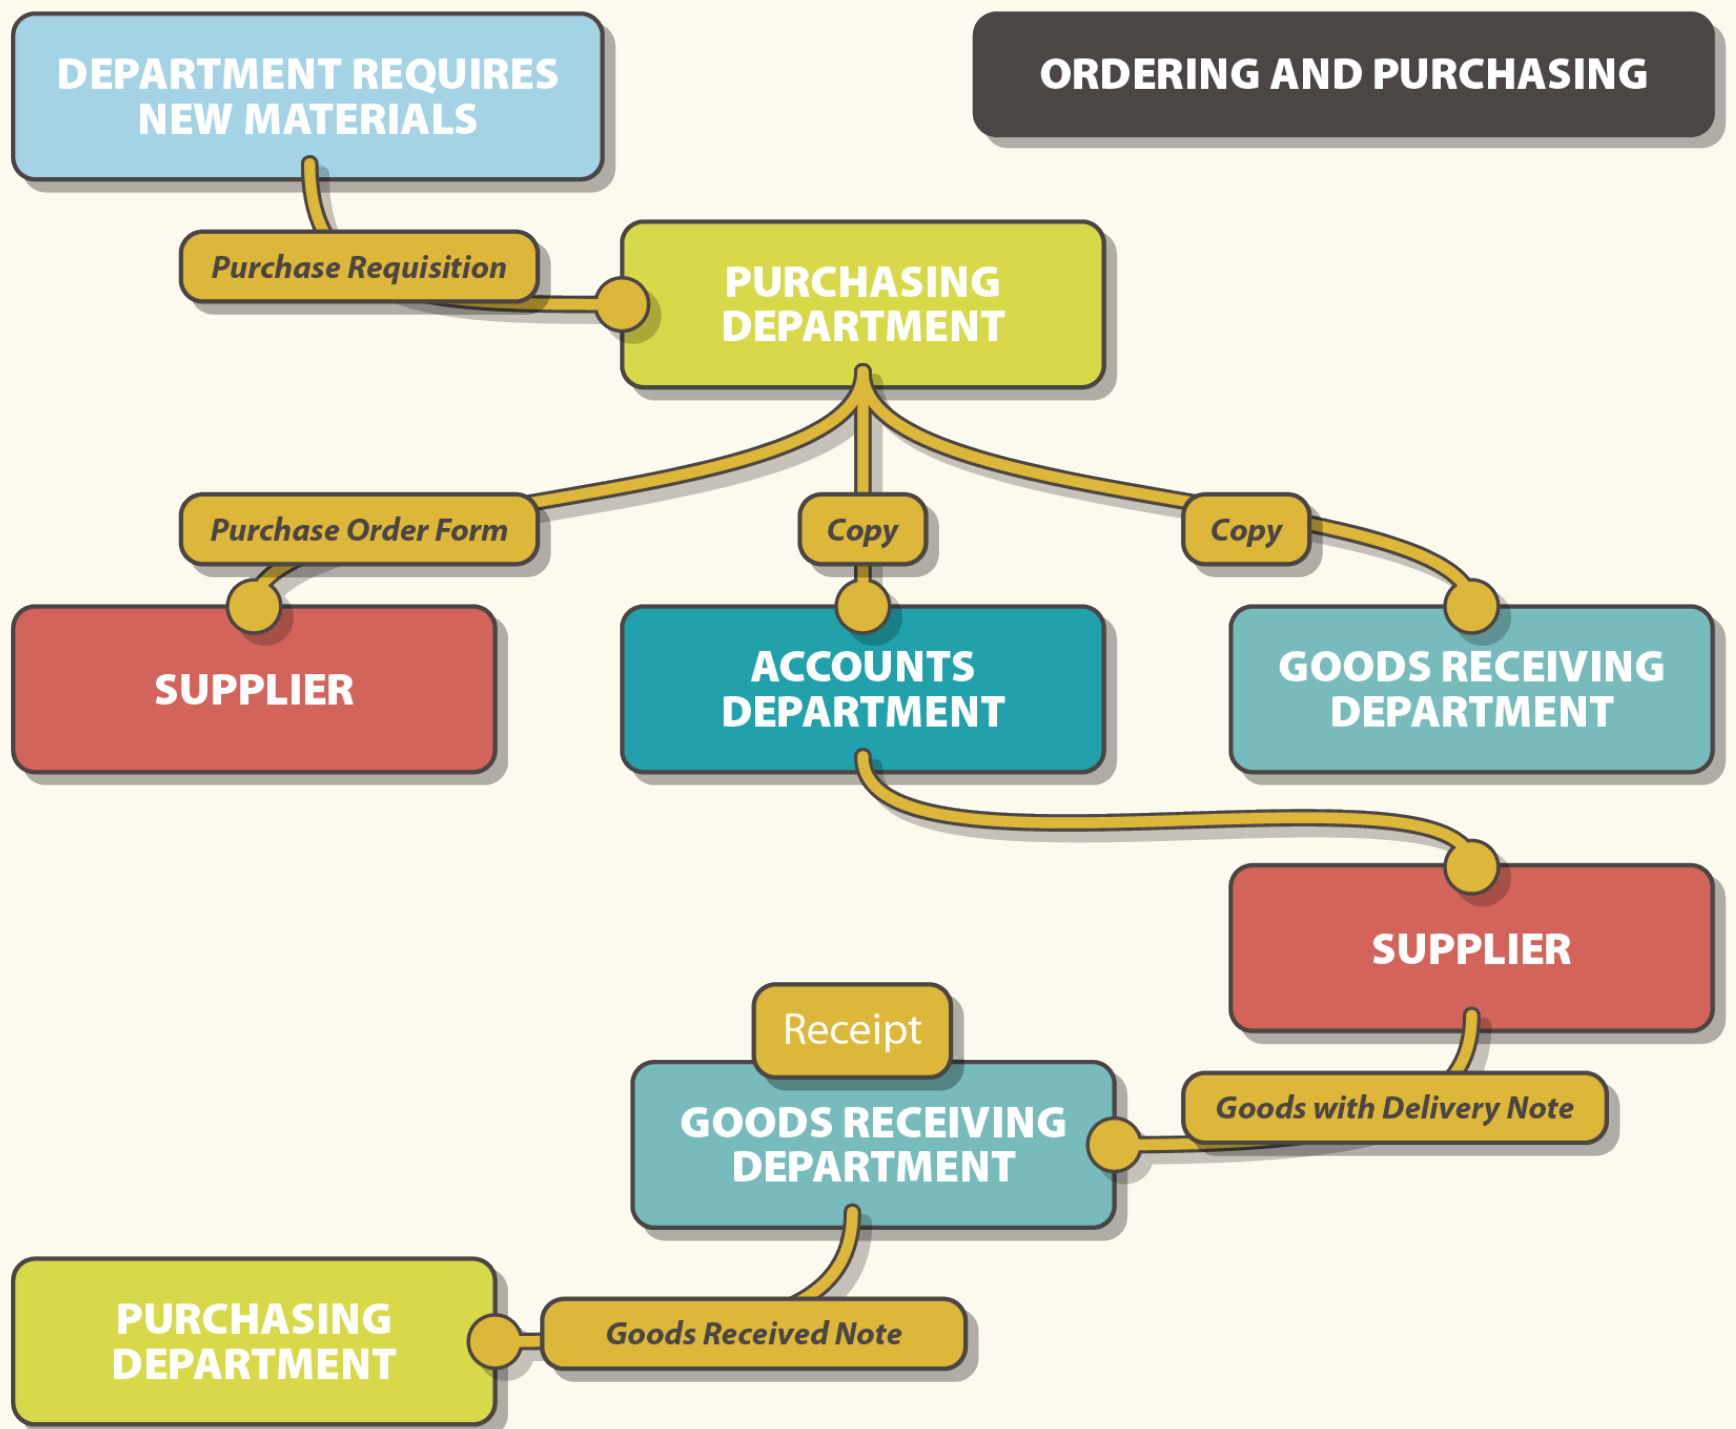 DEPARTMENT REQUIRES
NEW MATERIALS
ORDERING AND PURCHASING
Purchase Requisition
PURCHASING
DEPARTMENT
Purchase Order Form
Copy
Copy
SUPPLIER
ACCOUNTS
DEPARTMENT
GOODS RECEIVING
DEPARTMENT
SUPPLIER
Receipt
GOODS RECEIVING
DEPARTMENT
Goods with Delivery Note
Goods Received Note
PURCHASING
DEPARTMENT